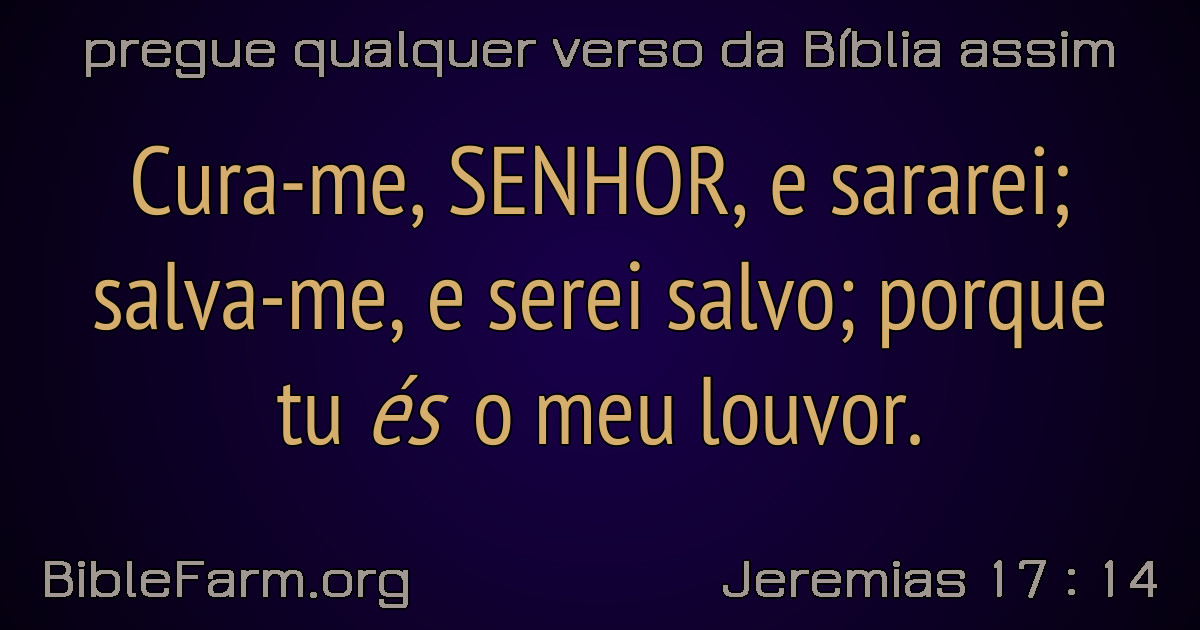 pregue qualquer verso da Bíblia assim
Cura-me, SENHOR, e sararei;
salva-me, e serei salvo; porque
tu és o meu louvor.
BibleFarm.org
Jeremias 17 : 14